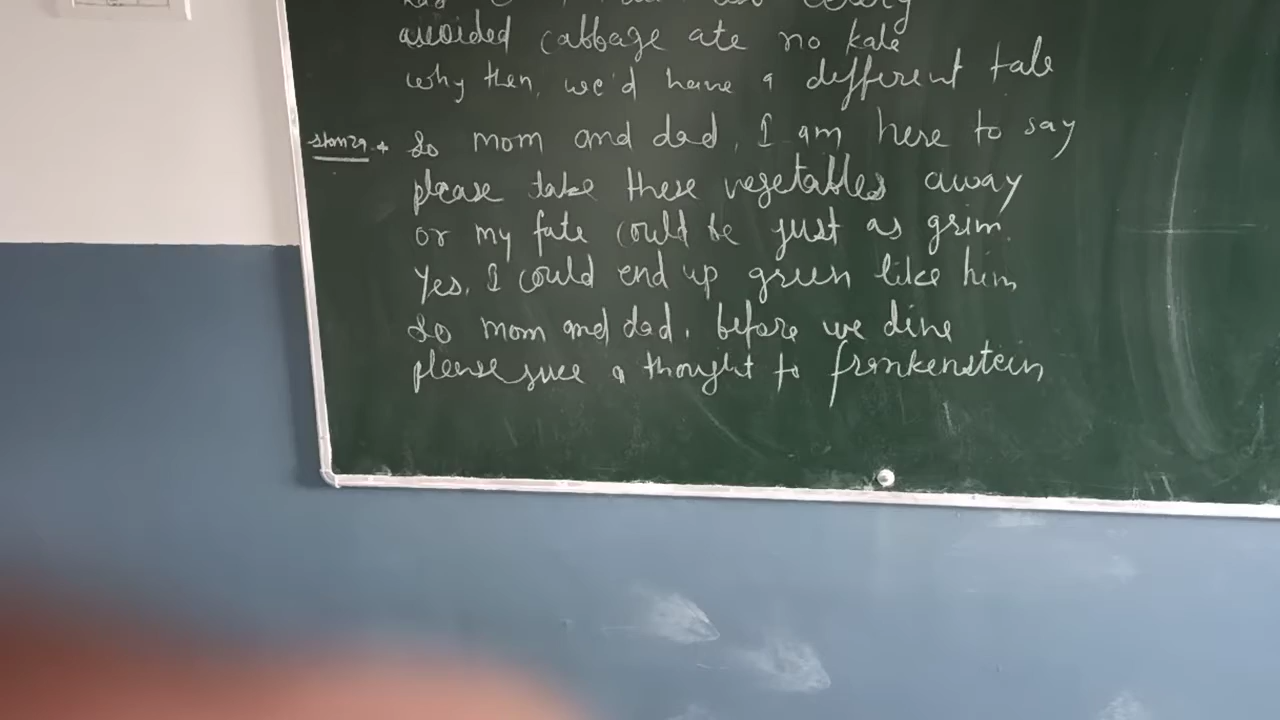 avoided cabbage ate no kale
why then, we'd have a different tale
stanza 4 So mom and dad, I am here to say
please take these vegetables away
or my fate could be just as grim.
Yes, I could end up green like him
So mom and dad, before we dine
please a thought to frankenstein